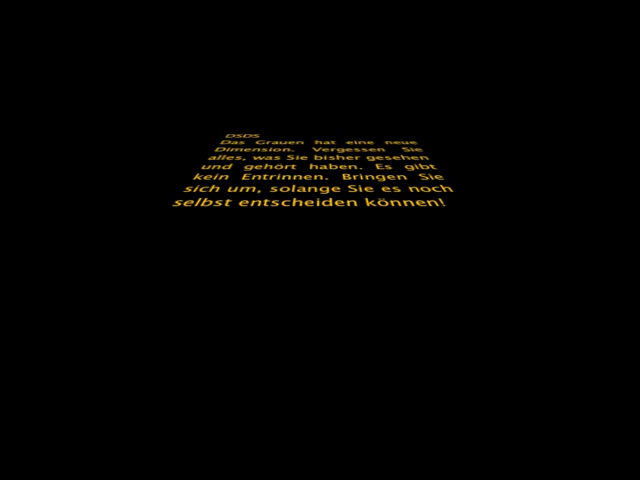 DSDS
Das Grauen hat eine neue
Dimension. Vergessen Sie
alles, was Sie bisher gesehen
und gehört haben. Es gibt
kein Entrinnen. Bringen Sie
sich um, solange Sie es noch
selbst entscheiden können!